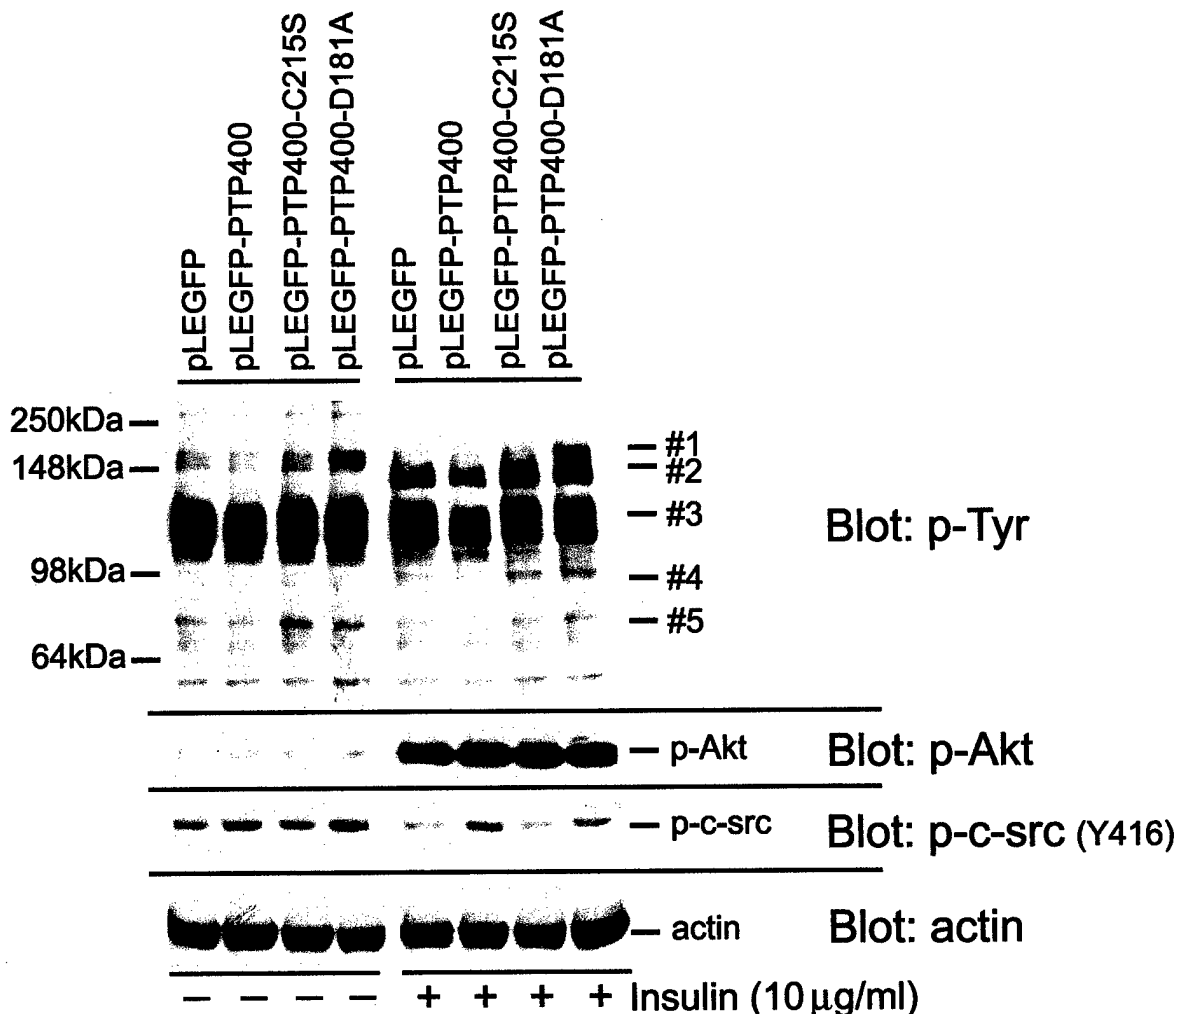 pLEGFP
pLEGFP-PTP400
pLEGFP-PTP400-C215S
pLEGFP-PTP400-D181A
pLEGFP
pLEGFP-PTP400
pLEGFP-PTP400-C215S
pLEGFP-PTP400-D181A
250kDa
148kDa
98kDa
64kDa
#1
#2
#3
#4
#5
Blot: p-Tyr
p-Akt Blot: p-Akt
p-c-src Blot: p-c-src (Y416)
actin Blot: actin
− − − − + + + + Insulin (10 µg/ml)